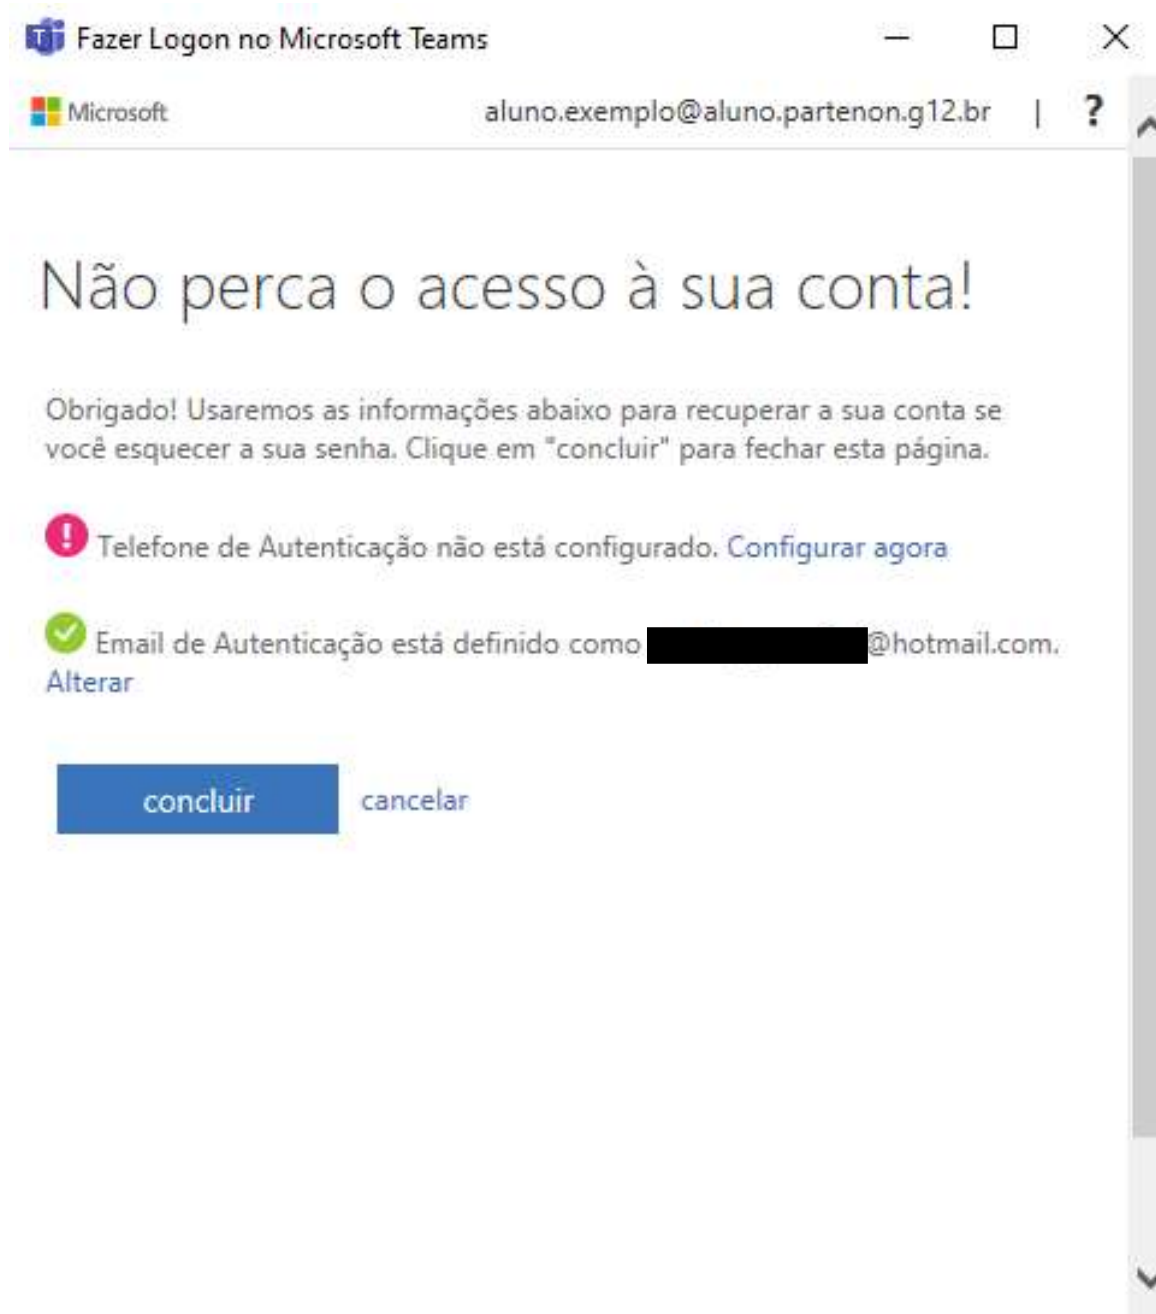 Fazer Logon no Microsoft Teams
Microsoft
aluno.exemplo@aluno.partenon.g12.br | ?
Não perca o acesso à sua conta!
Obrigado! Usaremos as informações abaixo para recuperar a sua conta se
você esquecer a sua senha. Clique em "concluir" para fechar esta página.
! Telefone de Autenticação não está configurado. Configurar agora
Email de Autenticação está definido como @hotmail.com.
Alterar
concluir
cancelar